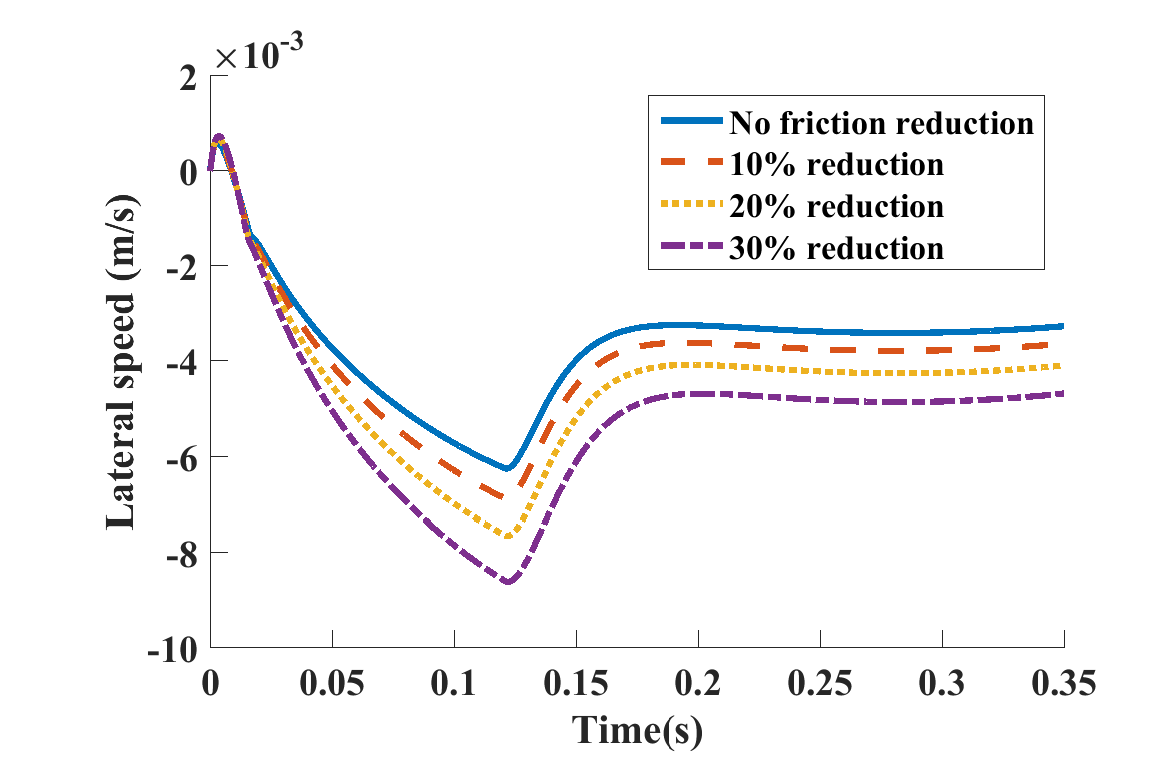 ×10-3
2
0
-2
-4
-6
-8
-10
Lateral speed (m/s)
No friction reduction
10% reduction
20% reduction
30% reduction
0 0.05 0.1 0.15 0.2 0.25 0.3 0.35
Time(s)